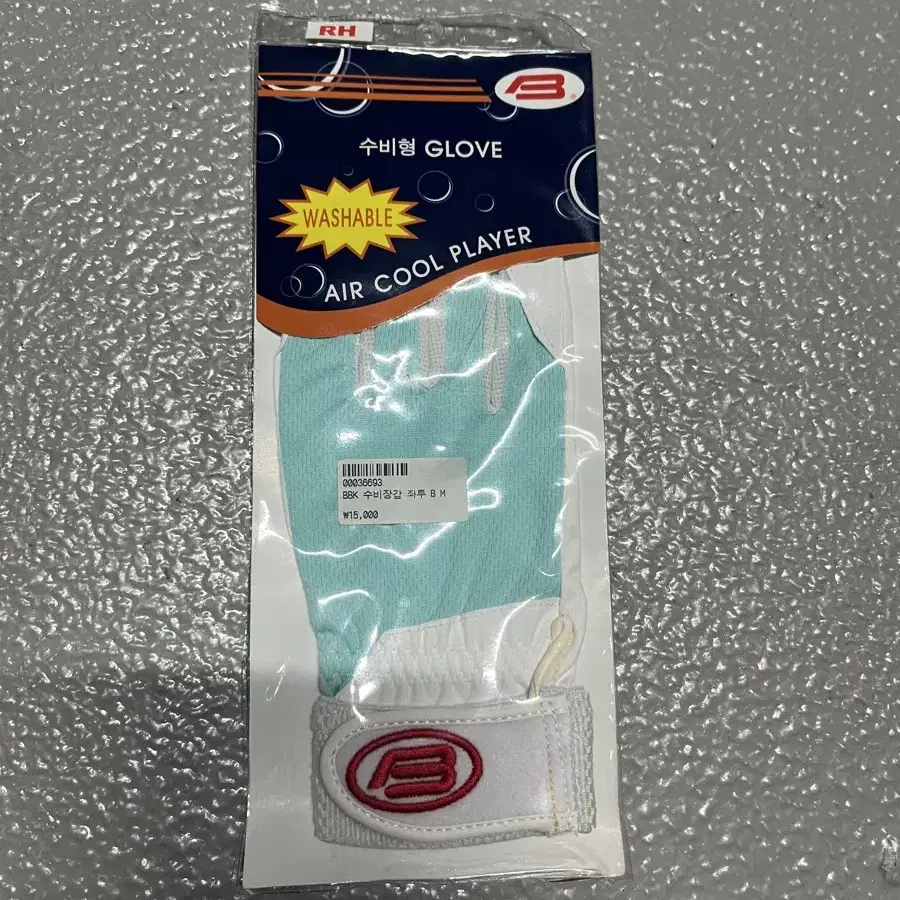 RH
B
수비형 GLOVE
WASHABLE
AIR COOL PLAYER
00036693
BBK 수비장갑 좌투 B M
₩15,000
B